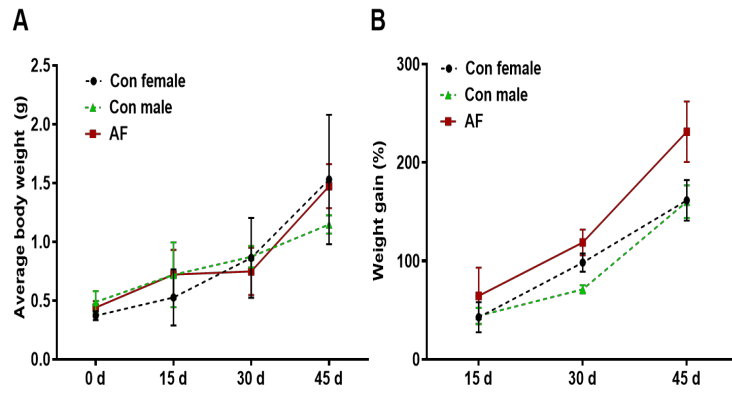 A
Average body weight (g)
2.5
2.0
1.5
1.0
0.5
0.0
Con female
Con male
AF
0 d
15 d
30 d
45 d
B
Weight gain (%)
300
200
100
0
Con female
Con male
AF
15 d
30 d
45 d